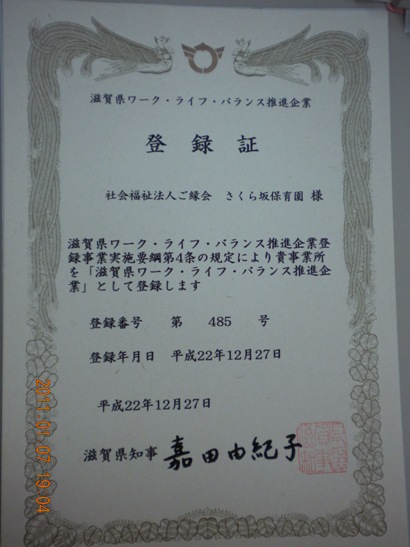 滋賀県ワーク・ライフ・バランス推進企業
登録証
社会福祉法人ご縁会 さくら坂保育園 様
滋賀県ワーク・ライフ・バランス推進企業登
録事業実施要綱第4条の規定により貴事業所
を「滋賀県ワーク・ライフ・バランス推進企
業」として登録します
登録番号 第 485 号
登録年月日 平成22年12月27日
平成22年12月27日
滋賀県知事 嘉田由紀子
2011.01.07 19:04